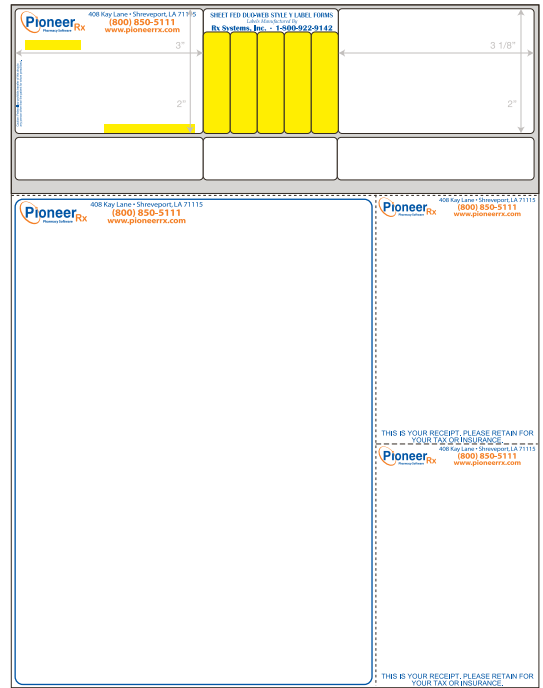 Pioneer Rx
Pharmacy Software
408 Kay Lane • Shreveport, LA 71115
(800) 850-5111
www.pioneerrx.com
3"
2"
SHEET FED DUO-WEB STYLE Y LABEL FORMS
Labels Manufactured By
Rx Systems, Inc. · 1-800-922-9142
3 1/8"
2"
Pioneer Rx
Pharmacy Software
408 Kay Lane • Shreveport, LA 71115
(800) 850-5111
www.pioneerrx.com
Pioneer Rx
Pharmacy Software
408 Kay Lane • Shreveport, LA 71115
(800) 850-5111
www.pioneerrx.com
THIS IS YOUR RECEIPT, PLEASE RETAIN FOR
YOUR TAX OR INSURANCE.
Pioneer Rx
Pharmacy Software
408 Kay Lane • Shreveport, LA 71115
(800) 850-5111
www.pioneerrx.com
THIS IS YOUR RECEIPT, PLEASE RETAIN FOR
YOUR TAX OR INSURANCE.